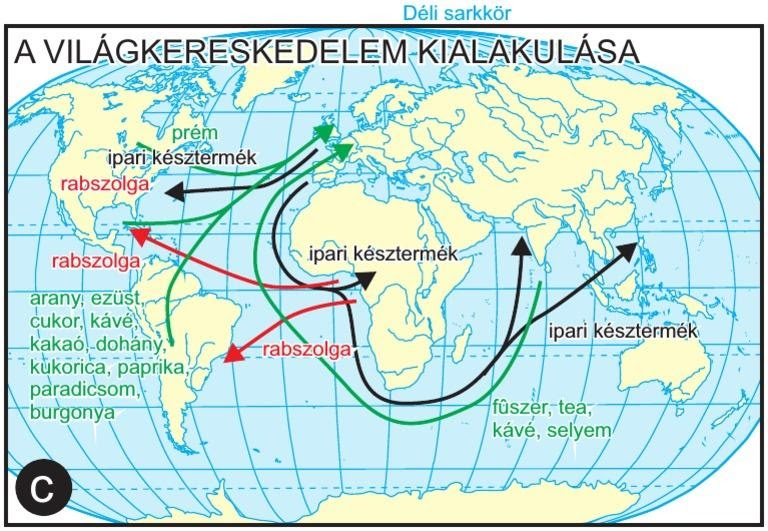 Déli sarkkör
A VILÁGKERESKEDELEM KIALAKULÁSA
prém
ipari késztermék
rabszolga
rabszolga
ipari késztermék
arany, ezüst,
cukor, kávé,
kakaó, dohány,
kukorica, paprika,
paradicsom,
burgonya
rabszolga
ipari késztermék
fûszer, tea,
kávé, selyem
C